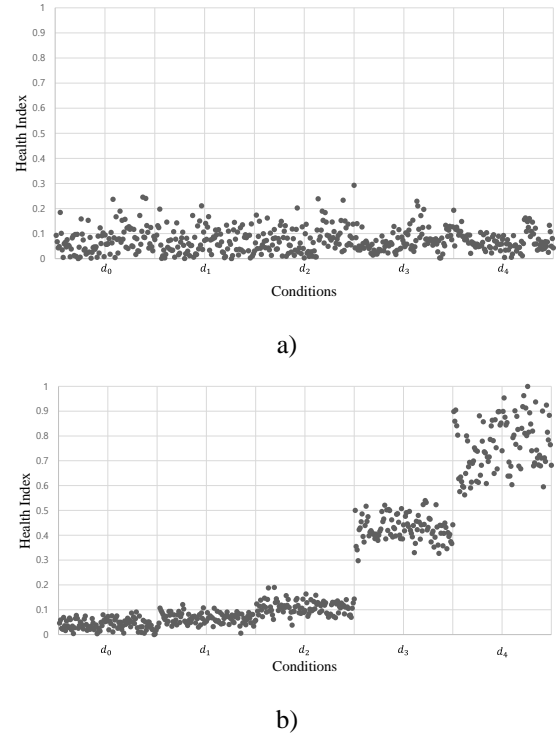 1
0.9
0.8
0.7
0.6
0.5
0.4
0.3
0.2
0.1
0
Health Index
d₀ d₁ d₂ d₃ d₄
Conditions
a)
1
0.9
0.8
0.7
0.6
0.5
0.4
0.3
0.2
0.1
0
Health Index
d₀ d₁ d₂ d₃ d₄
Conditions
b)